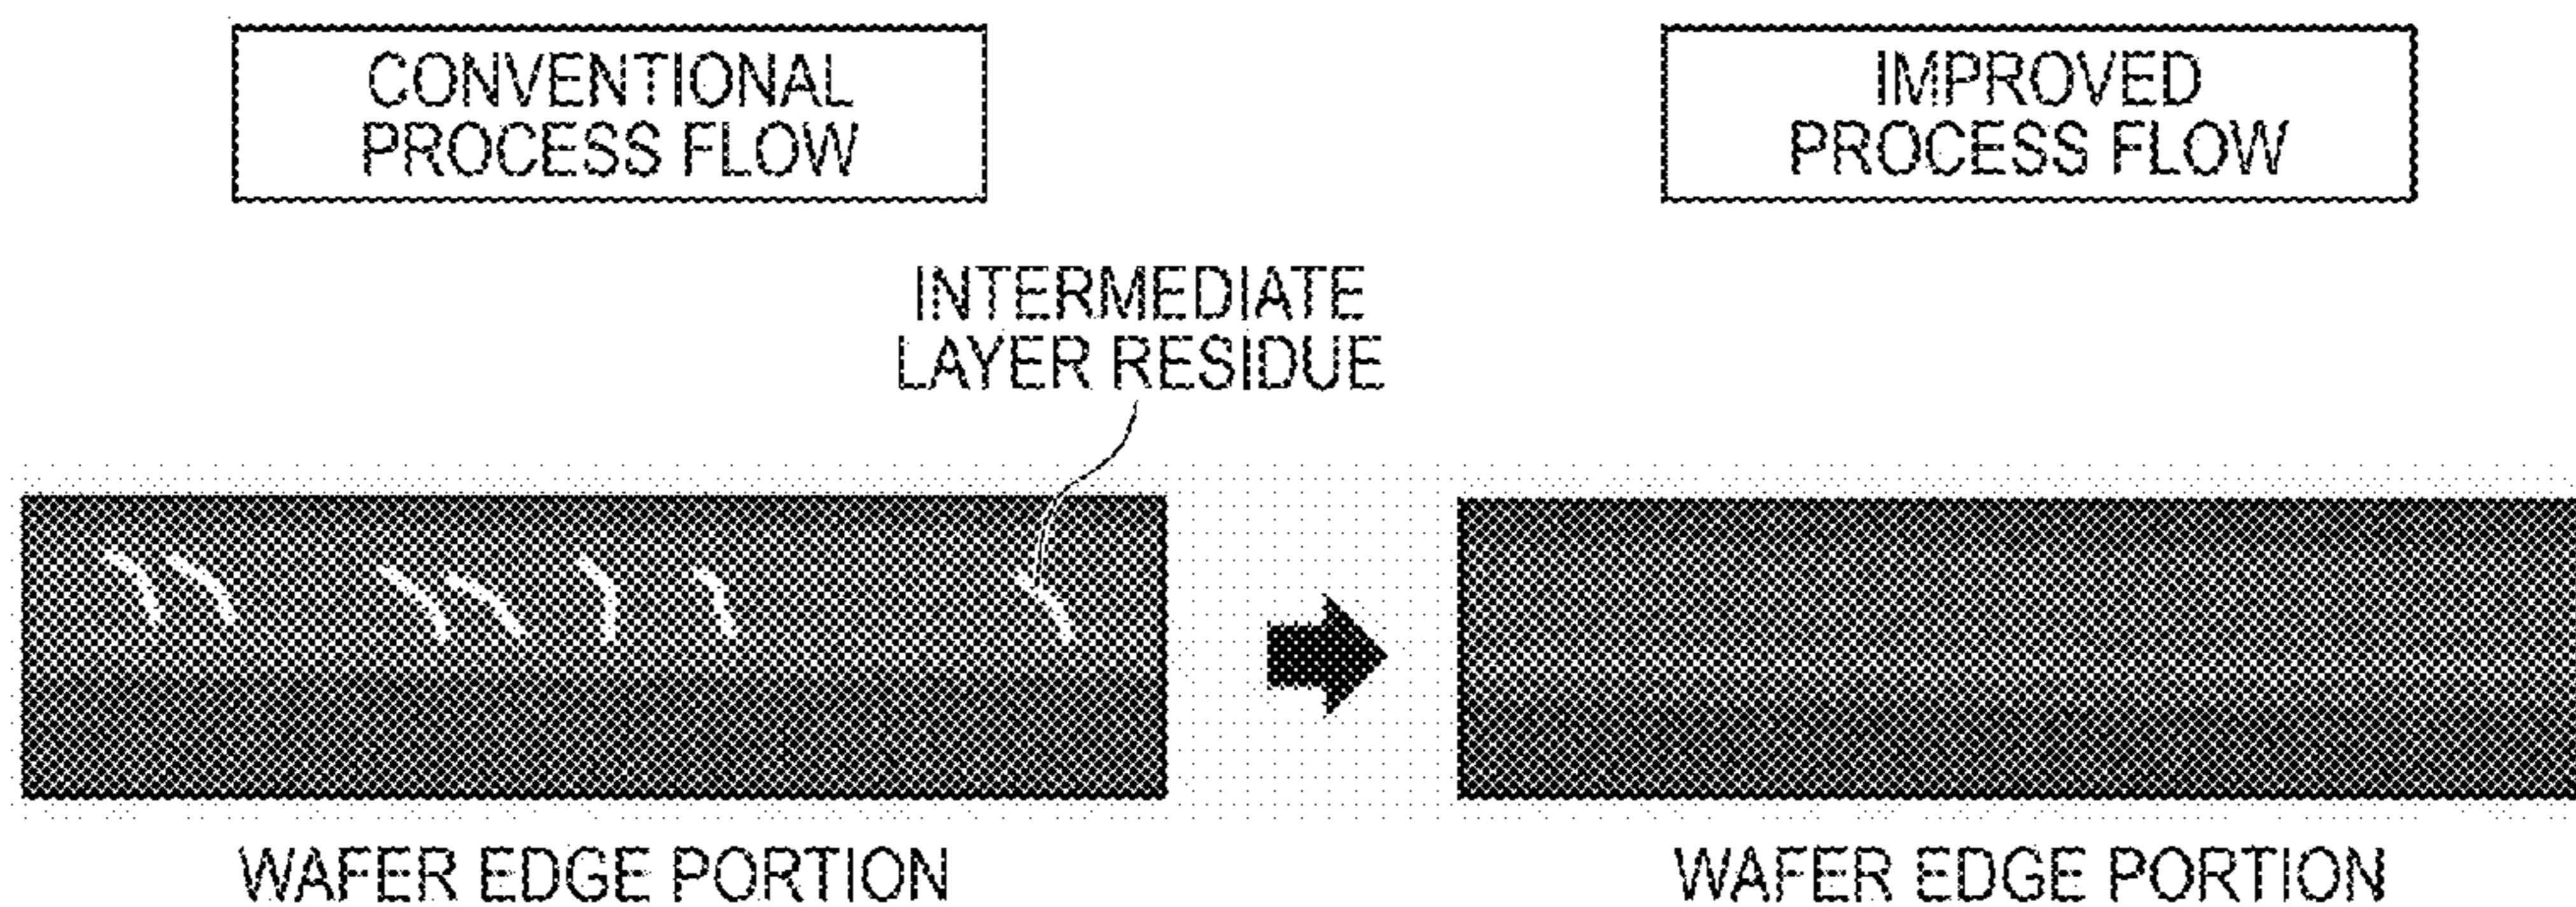 CONVENTIONAL
PROCESS FLOW
IMPROVED
PROCESS FLOW
INTERMEDIATE
LAYER RESIDUE
WAFER EDGE PORTION
WAFER EDGE PORTION